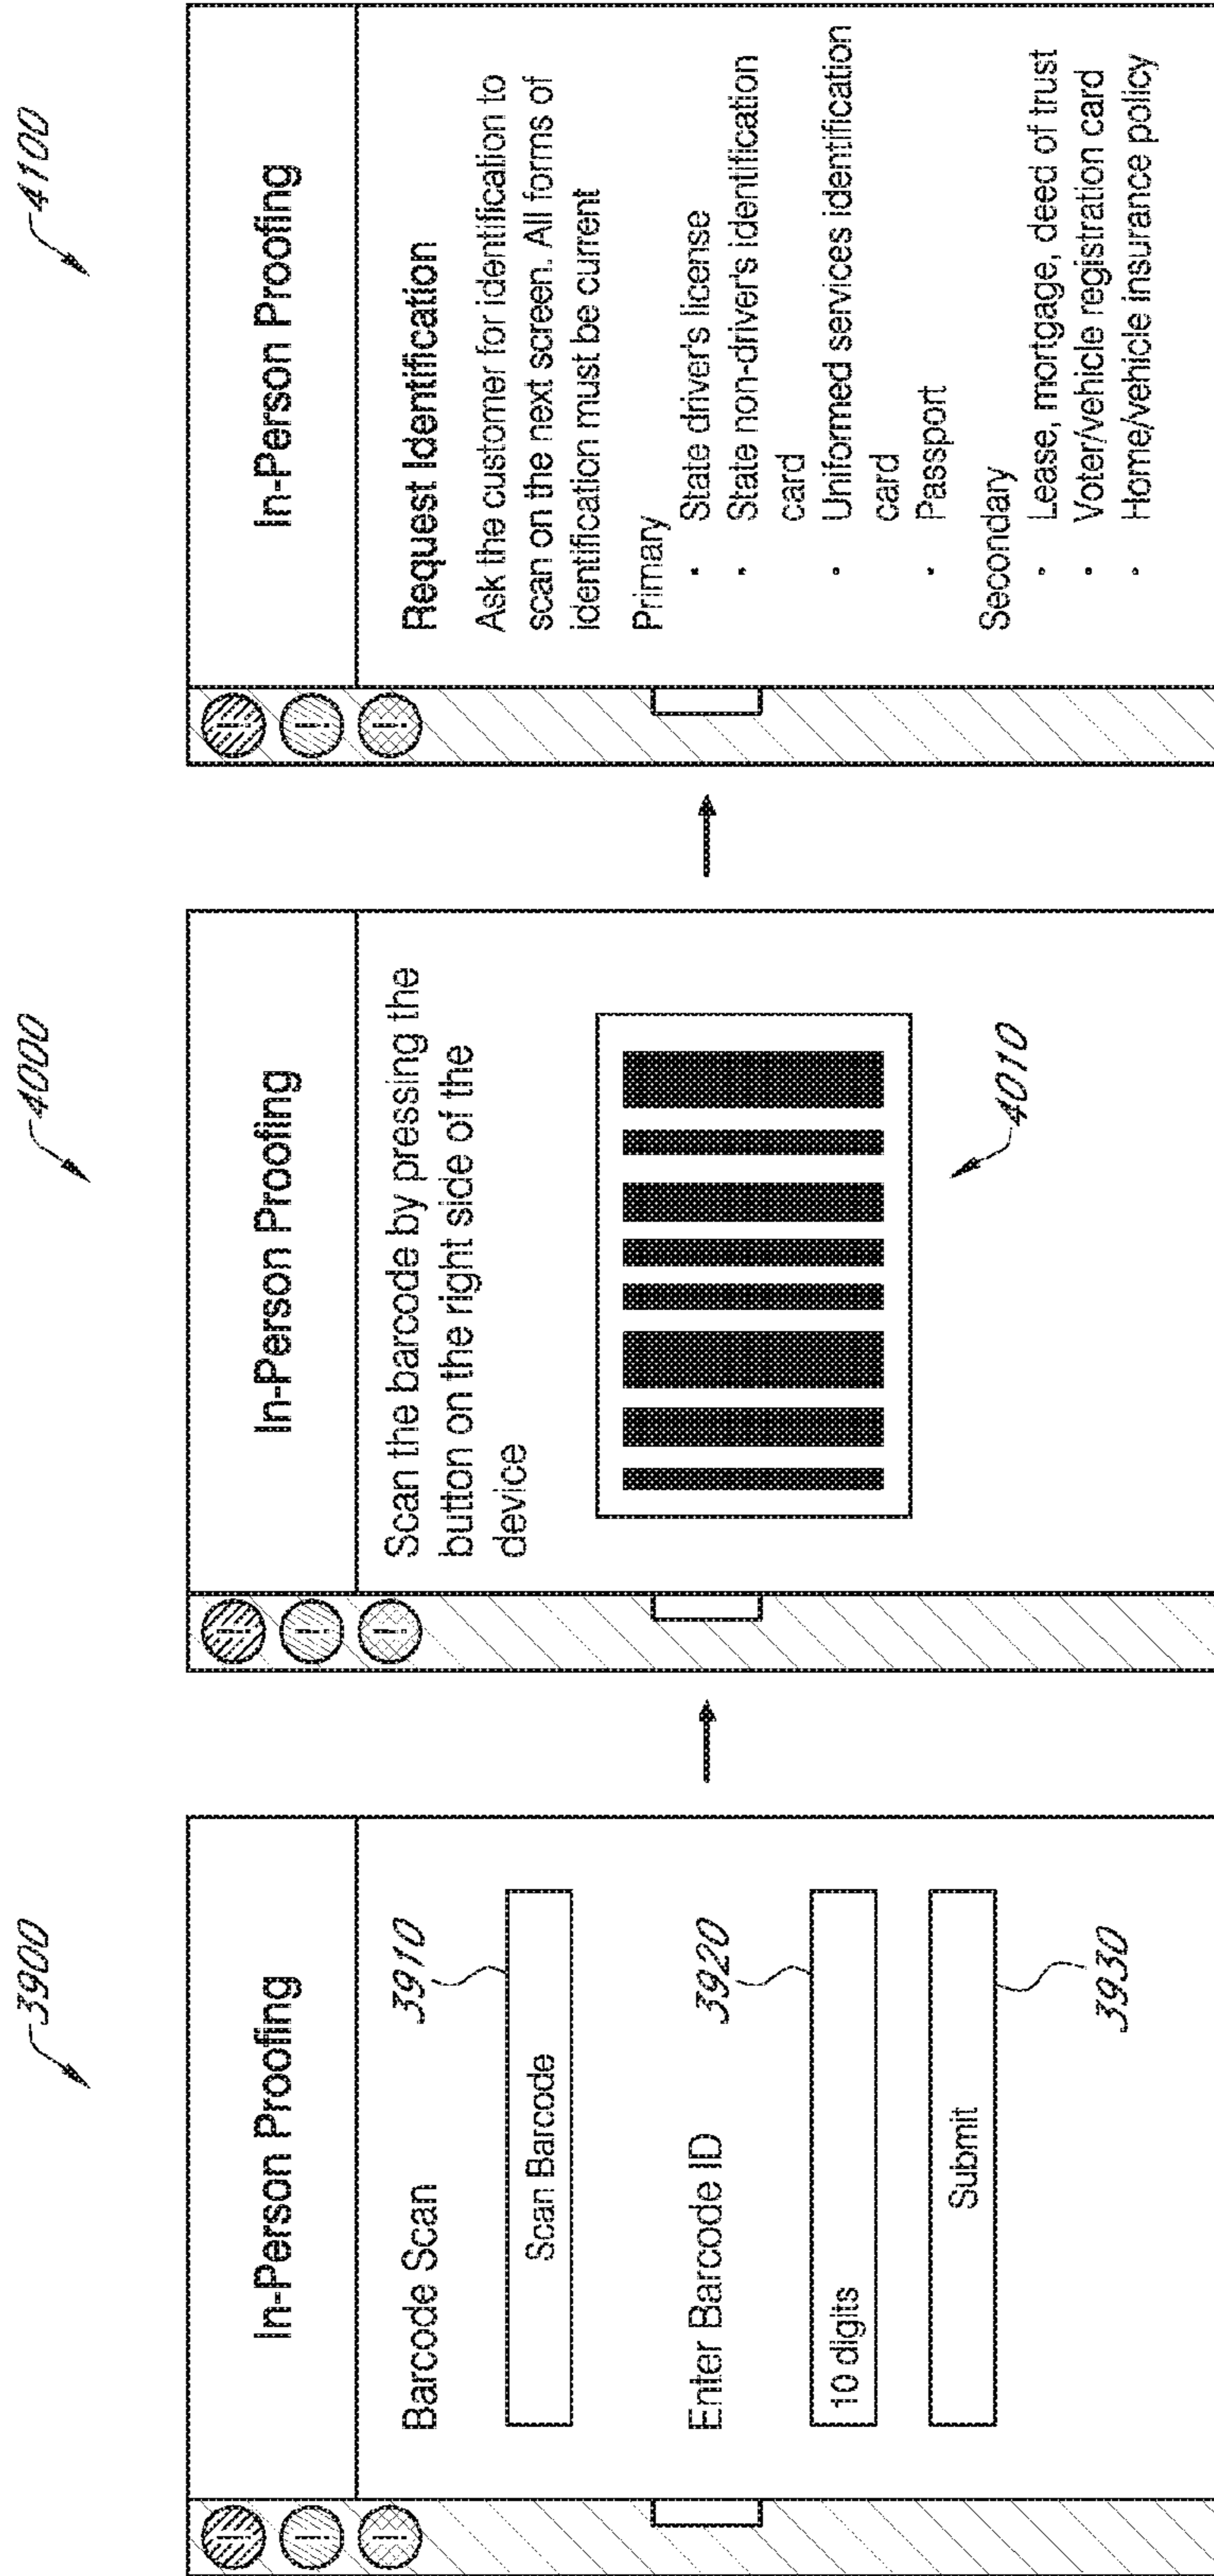 3900
In-Person Proofing
Barcode Scan
3910
Scan Barcode
Enter Barcode ID
3920
10 digits
Submit
3930
4000
In-Person Proofing
Scan the barcode by pressing the
button on the right side of the
device
4010
4100
In-Person Proofing
Request Identification
Ask the customer for identification to
scan on the next screen. All forms of
identification must be current
Primary
• State driver's license
• State non-driver's identification
card
• Uniformed services identification
card
• Passport
Secondary
• Lease, mortgage, deed of trust
• Voter/vehicle registration card
• Home/vehicle insurance policy